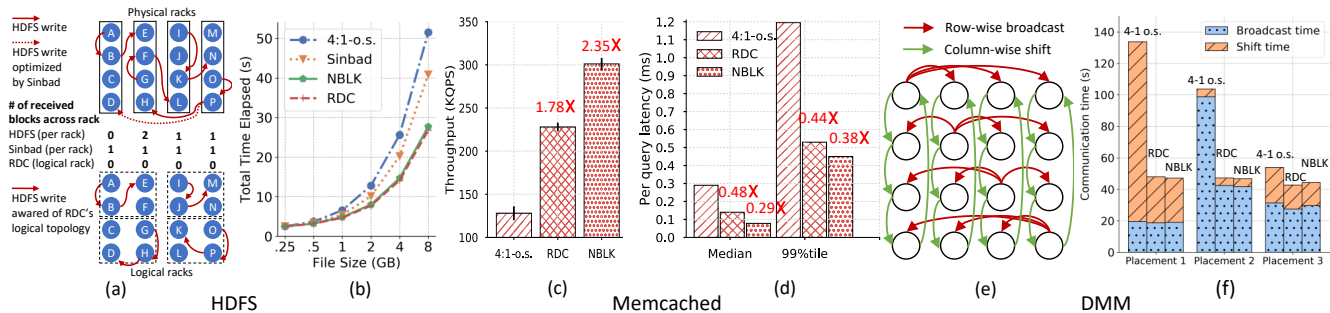 Physical racks
HDFS write
HDFS write
optimized
by Sinbad
A E I M
B F J N
C G K O
D H L P
# of received
blocks across rack
HDFS (per rack) 0 2 1 1
Sinbad (per rack) 1 1 1 1
RDC (logical rack) 0 0 0 0
HDFS write
awared of RDC's
logical topology
A E I M
B F J N
C G K O
D H L P
Logical racks
(a)
Total Time Elapsed (s)
50
40
30
20
10
0
4:1-o.s.
Sinbad
NBLK
RDC
.25 .5 1 2 4 8
File Size (GB)
(b)
HDFS
Throughput (KQPS)
350
300
250
200
150
100
1.78X
2.35X
4:1-o.s. RDC NBLK
(c)
Per query latency (ms)
1.2
1.1
1.0
0.9
0.8
0.7
0.6
0.5
0.4
0.3
0.2
0.1
0.0
4:1-o.s.
RDC
NBLK
0.48X
0.29X
0.44X
0.38X
Median 99%tile
(d)
Memcached
Row-wise broadcast
Column-wise shift
(e)
Communication time (s)
140
120
100
80
60
40
20
0
Broadcast time
Shift time
4-1 o.s.
RDC
NBLK
4-1 o.s.
RDC
NBLK
4-1 o.s.
RDC
NBLK
Placement 1 Placement 2 Placement 3
(f)
DMM